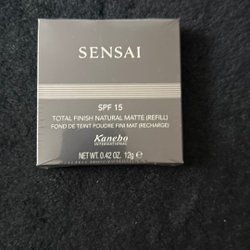 SENSAI
SPF 15
TOTAL FINISH NATURAL MATTE (REFILL)
FOND DE TEINT POUDRE FINI MAT (RECHARGE)
Kanebo
INTERNATIONAL
NET WT. 0.42 OZ. 12g ℮